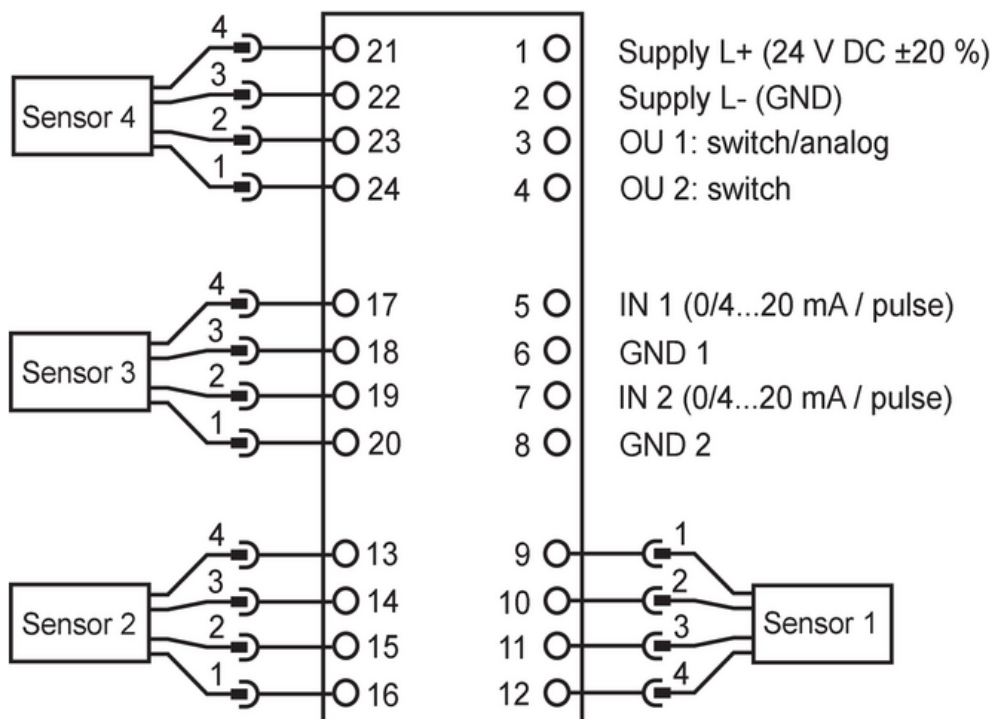 4 21 1 Supply L+ (24 V DC ±20 %)
3 22 2 Supply L- (GND)
Sensor 4
2 23 3 OU 1: switch/analog
1 24 4 OU 2: switch
4 17 5 IN 1 (0/4...20 mA / pulse)
3 18 6 GND 1
Sensor 3
2 19 7 IN 2 (0/4...20 mA / pulse)
1 20 8 GND 2
4 13 9 1
3 14 10 2
Sensor 2 Sensor 1
2 15 11 3
1 16 12 4